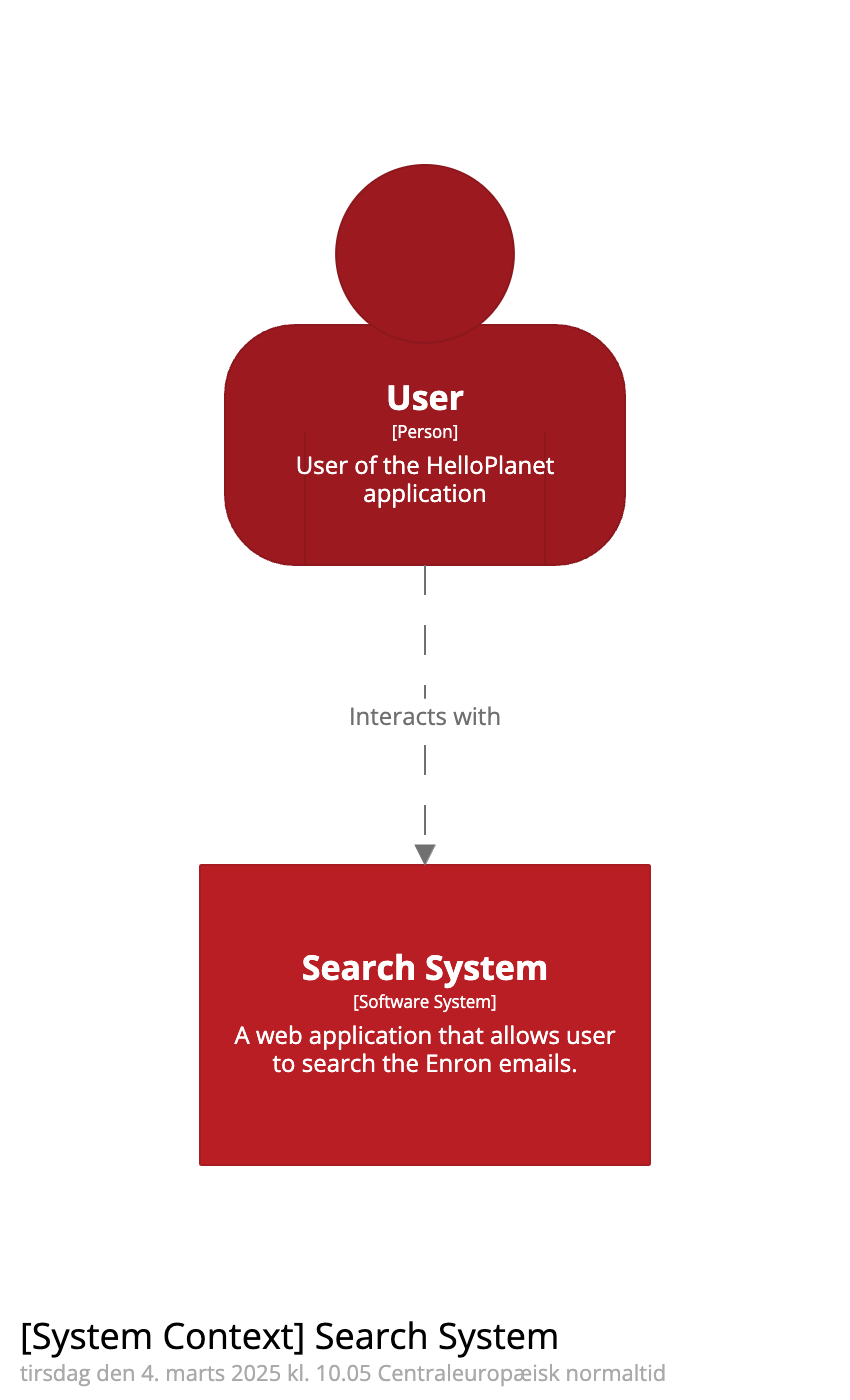 User
[Person]
User of the HelloPlanet
application
Interacts with
Search System
[Software System]
A web application that allows user
to search the Enron emails.
[System Context] Search System
tirsdag den 4. marts 2025 kl. 10.05 Centraleuropæisk normaltid